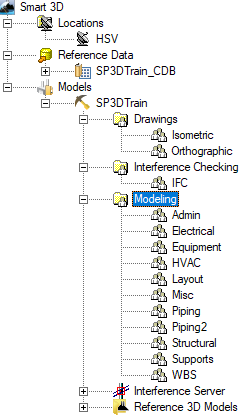 Smart 3D
Locations
HSV
Reference Data
SP3DTrain_CDB
Models
SP3DTrain
Drawings
Isometric
Orthographic
Interference Checking
IFC
Modeling
Admin
Electrical
Equipment
HVAC
Layout
Misc
Piping
Piping2
Structural
Supports
WBS
Interference Server
Reference 3D Models